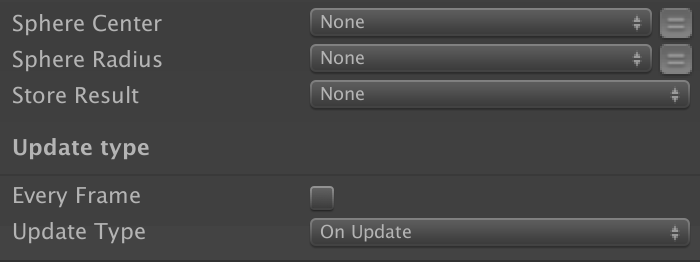 Sphere Center None
Sphere Radius None
Store Result None
Update type
Every Frame
Update Type On Update